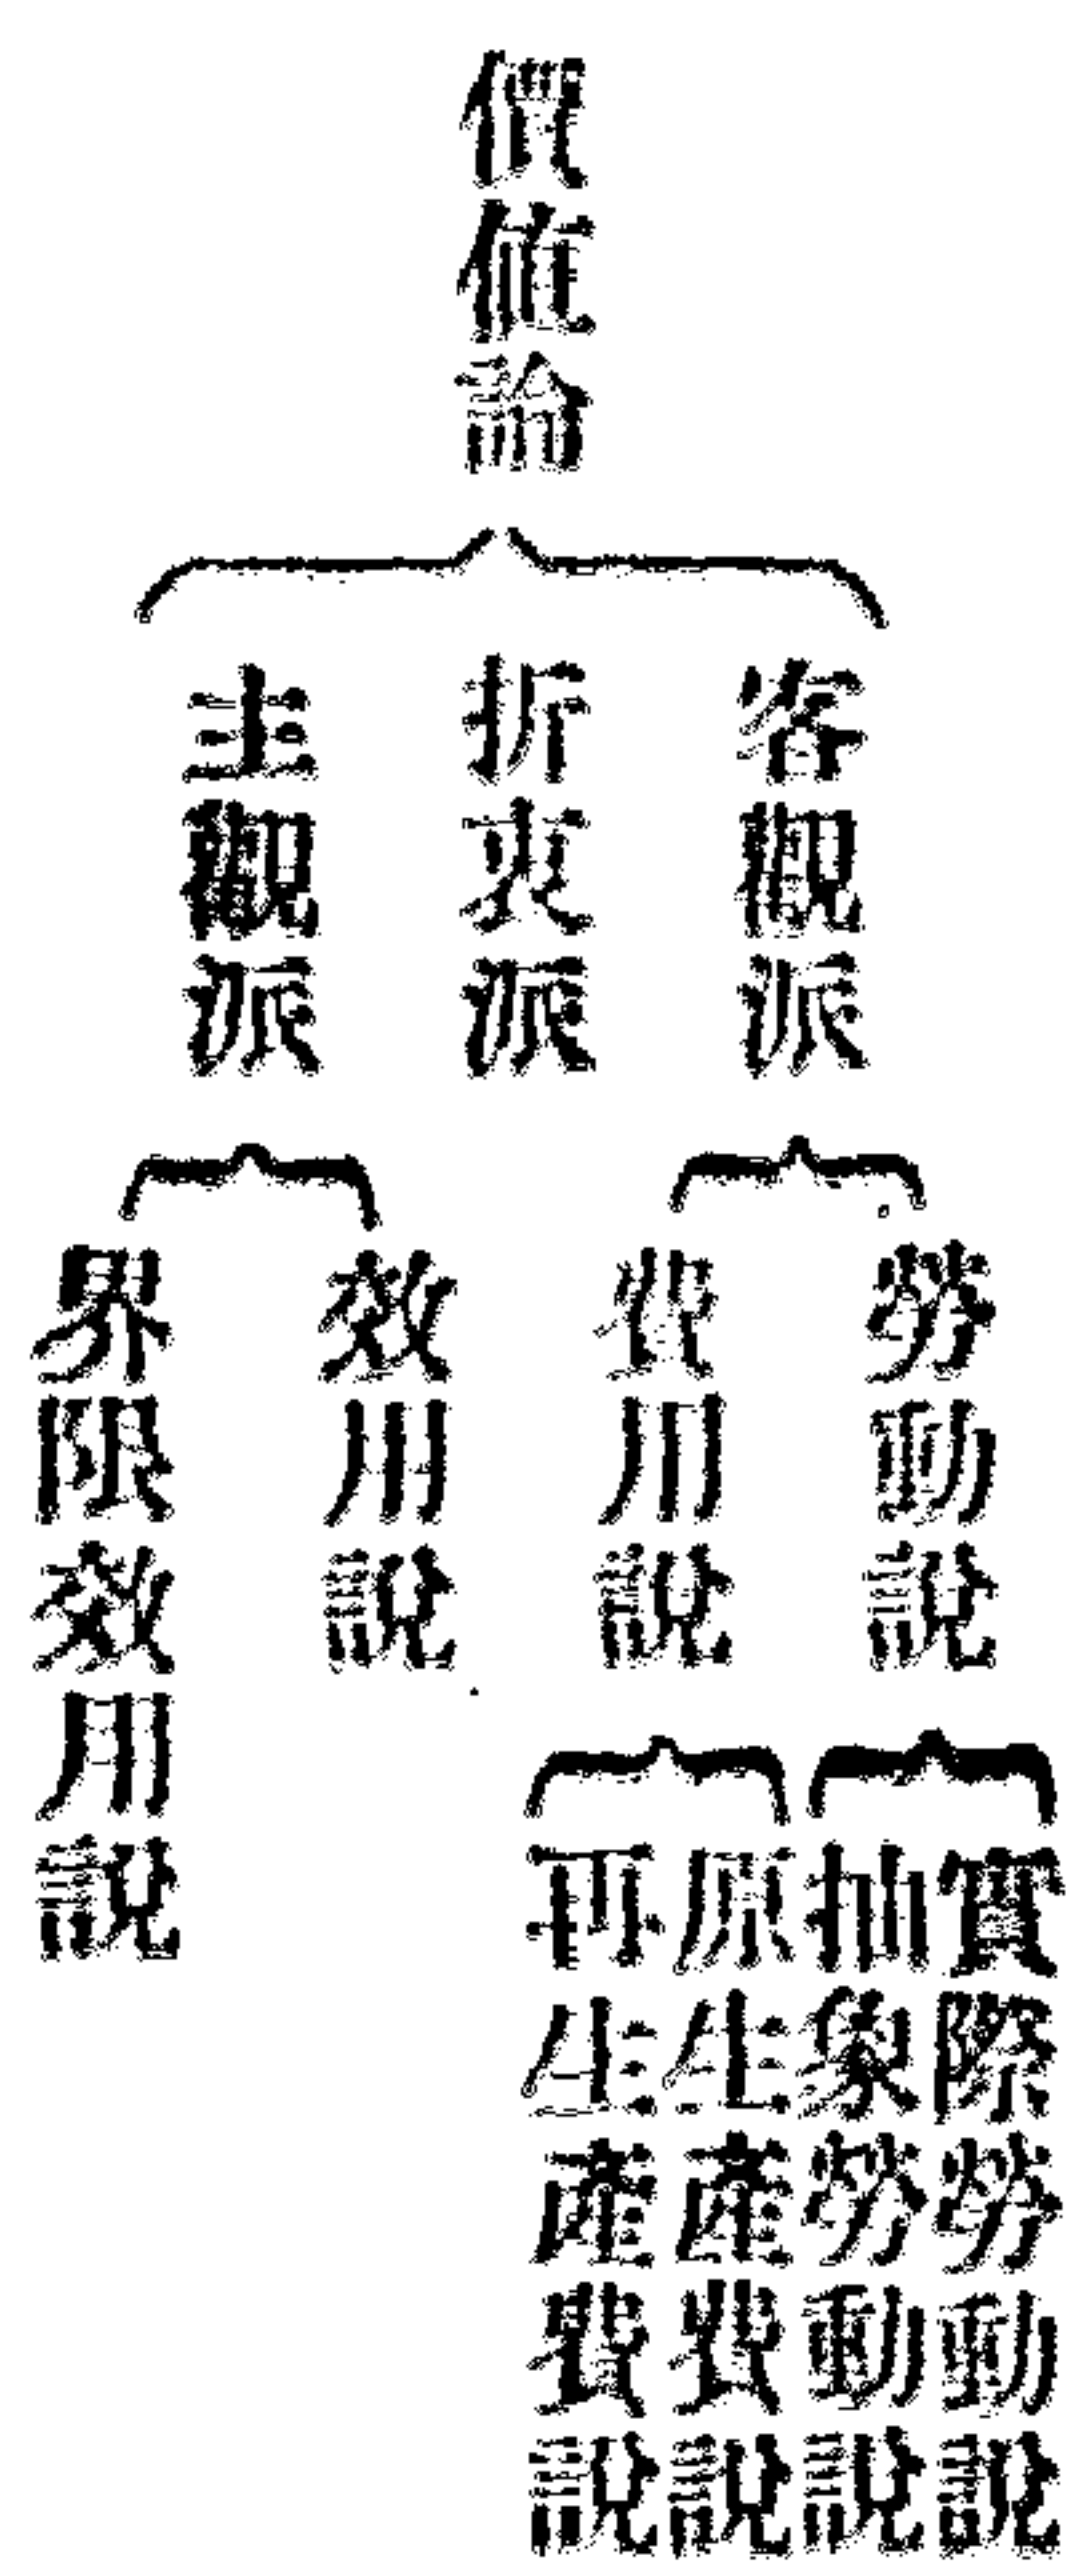 價値論
客觀派
折衷派
主觀派
勞動說
費用說
效用說
界限效用說
實際勞動說
抽象勞動說
原生產費說
再生產費說